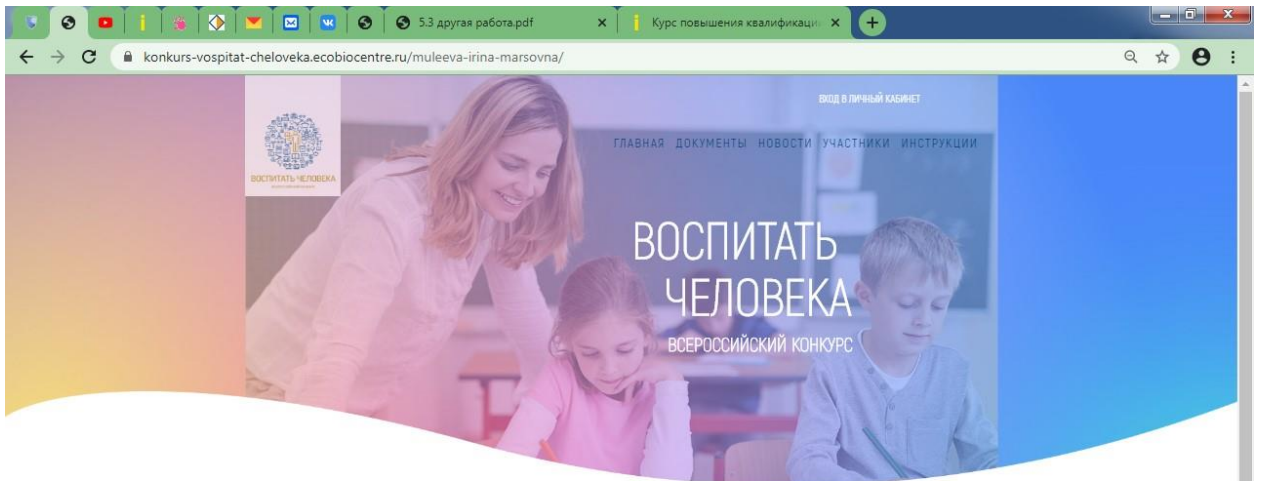 5.3 другая работа.pdf
Курс повышения квалификаци
konkurs-vospitat-cheloveka.ecobiocentre.ru/muleeva-irina-marsovna/
ВХОД В ЛИЧНЫЙ КАБИНЕТ
ГЛАВНАЯ ДОКУМЕНТЫ НОВОСТИ УЧАСТНИКИ ИНСТРУКЦИИ
ВОСПИТАТЬ ЧЕЛОВЕКА
ВОСПИТАТЬ
ЧЕЛОВЕКА
ВСЕРОССИЙСКИЙ КОНКУРС